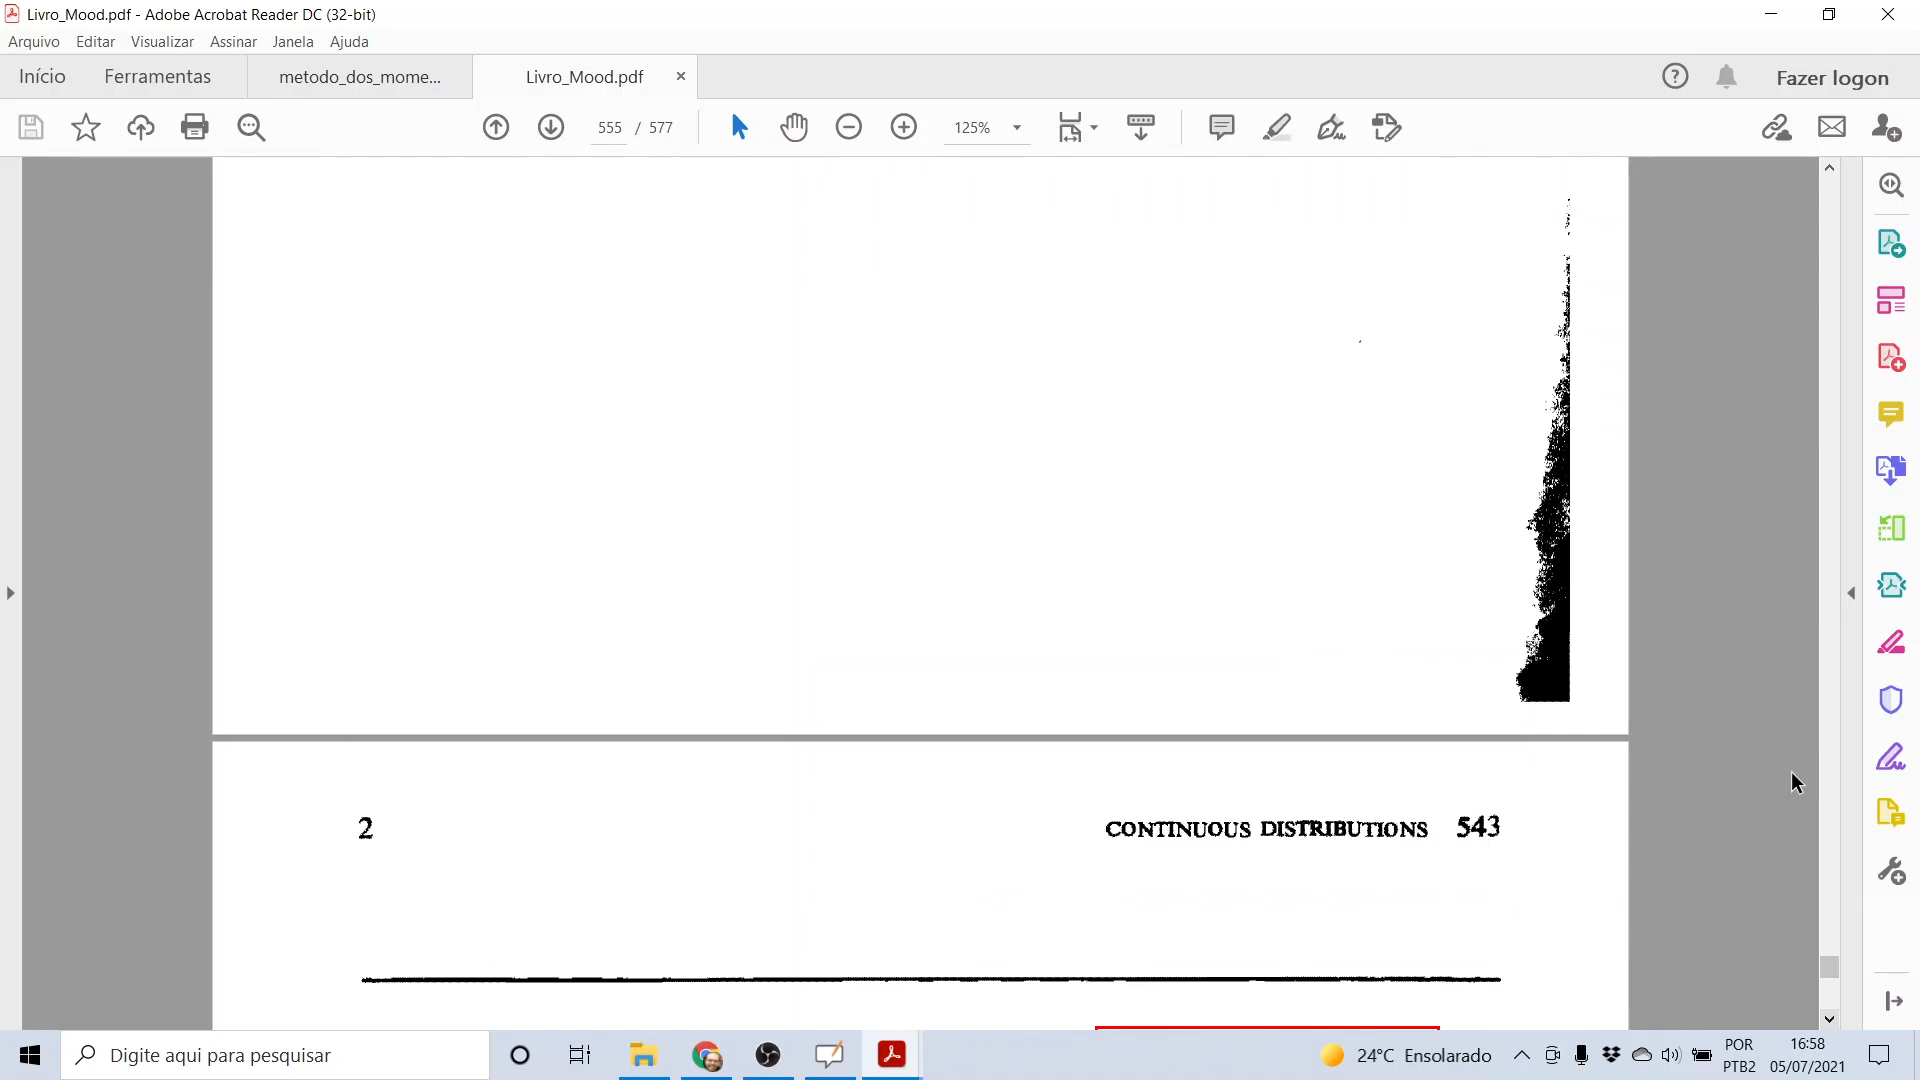 Livro_Mood.pdf - Adobe Acrobat Reader DC (32-bit)
Arquivo Editar Visualizar Assinar Janela Ajuda
Início Ferramentas metodo_dos_mome... Livro_Mood.pdf × Fazer logon
555 / 577 125%
2 CONTINUOUS DISTRIBUTIONS 543
Digite aqui para pesquisar 24°C Ensolarado POR PTB2 16:58 05/07/2021